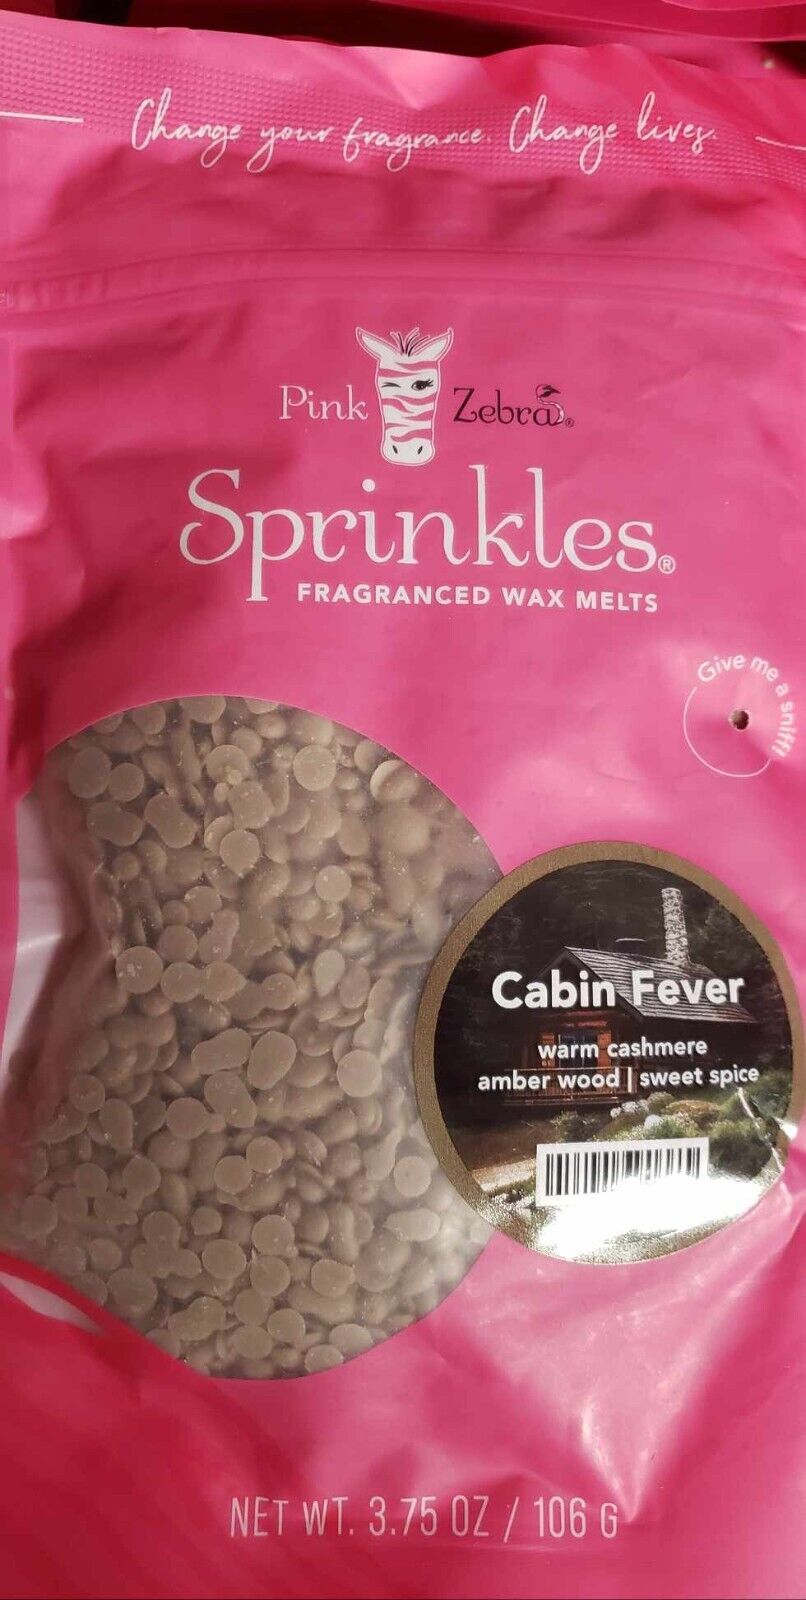 Change your fragrance. Change lives.
Pink Zebra®
Sprinkles®
FRAGRANCED WAX MELTS
Give me a sniff!
Cabin Fever
warm cashmere
amber wood | sweet spice
NET WT. 3.75 OZ / 106 G